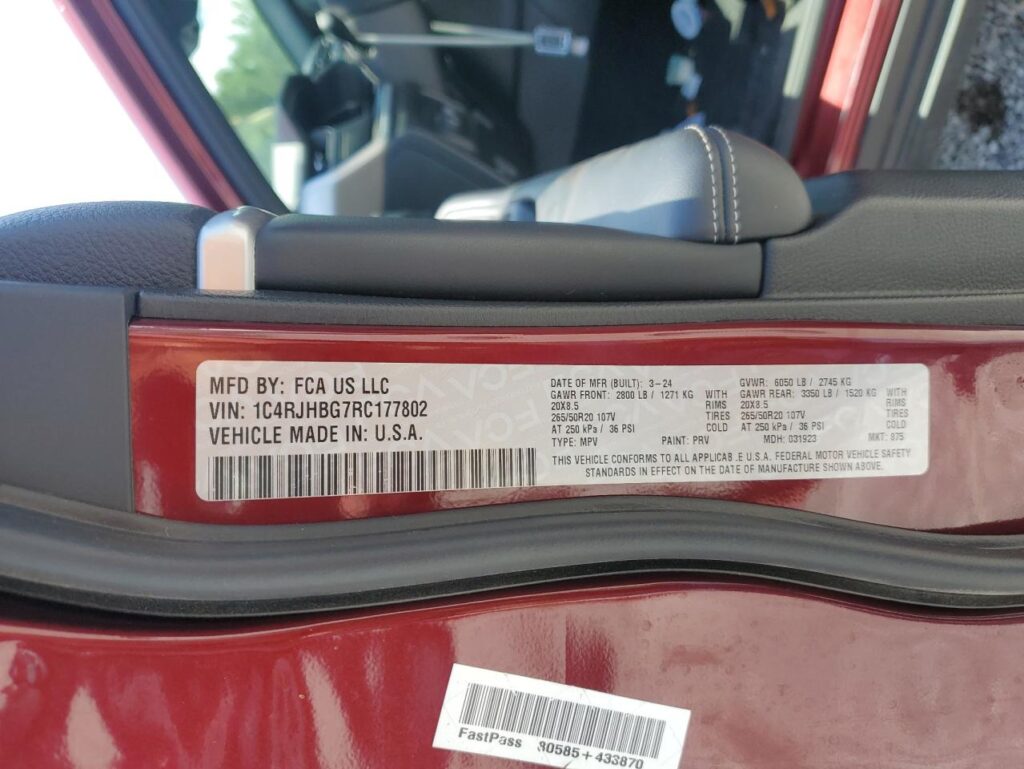 MFD BY: FCA US LLC
VIN: 1C4RJHBG7RC177802
VEHICLE MADE IN: U.S.A.
DATE OF MFR (BUILT): 3-24 GVWR: 6050 LB / 2745 KG
GAWR FRONT: 2800 LB / 1271 KG WITH GAWR REAR: 3350 LB / 1520 KG WITH
20X8.5 RIMS 20X8.5 RIMS
265/50R20 107V TIRES 265/50R20 107V TIRES
AT 250 kPa / 36 PSI COLD AT 250 kPa / 36 PSI COLD
TYPE: MPV PAINT: PRV MDH: 031923 MKT: 875
THIS VEHICLE CONFORMS TO ALL APPLICAB .E U.S.A. FEDERAL MOTOR VEHICLE SAFETY
STANDARDS IN EFFECT ON THE DATE OF MANUFACTURE SHOWN ABOVE.
FastPass 30585+433870